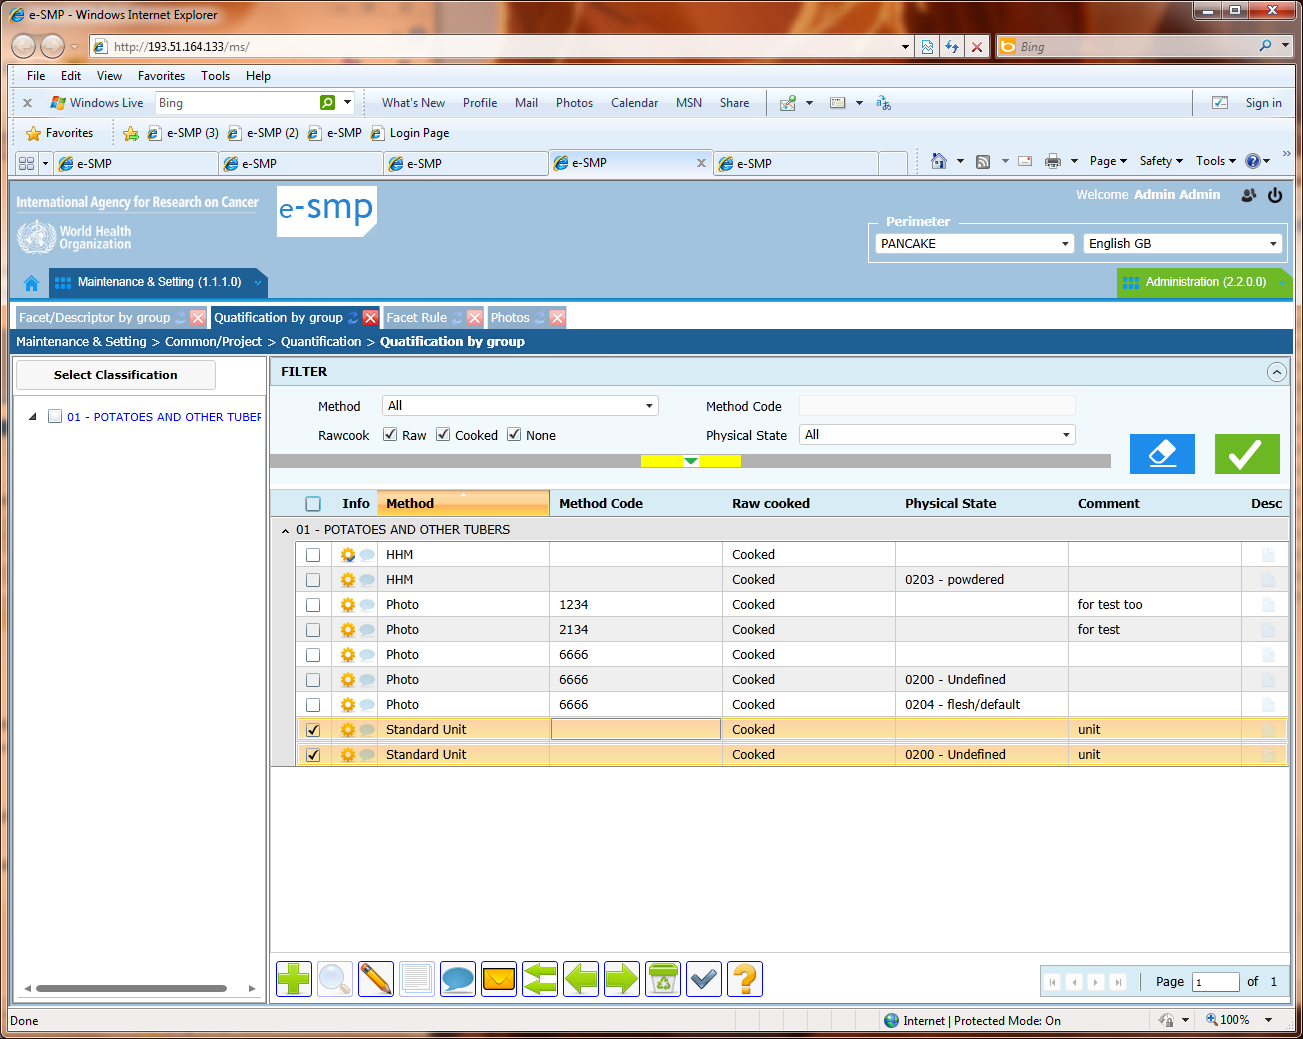 e-SMP - Windows Internet Explorer
http://193.51.164.133/ms/
Bing
File Edit View Favorites Tools Help
Windows Live Bing What's New Profile Mail Photos Calendar MSN Share Sign in
Favorites e-SMP (3) e-SMP (2) e-SMP Login Page
e-SMP e-SMP e-SMP e-SMP e-SMP Page Safety Tools
International Agency for Research on Cancer
World Health Organization
e-smp
Welcome Admin Admin
Perimeter
PANCAKE English GB
Maintenance & Setting (1.1.1.0) Administration (2.2.0.0)
Facet/Descriptor by group Quatification by group Facet Rule Photos
Maintenance & Setting > Common/Project > Quantification > Quatification by group
Select Classification
01 - POTATOES AND OTHER TUBER
FILTER
Method All Method Code
Rawcook Raw Cooked None Physical State All
Info Method Method Code Raw cooked Physical State Comment Desc
01 - POTATOES AND OTHER TUBERS
HHM Cooked
HHM Cooked 0203 - powdered
Photo 1234 Cooked for test too
Photo 2134 Cooked for test
Photo 6666 Cooked
Photo 6666 Cooked 0200 - Undefined
Photo 6666 Cooked 0204 - flesh/default
Standard Unit Cooked unit
Standard Unit Cooked 0200 - Undefined unit
Page 1 of 1
Done Internet | Protected Mode: On 100%